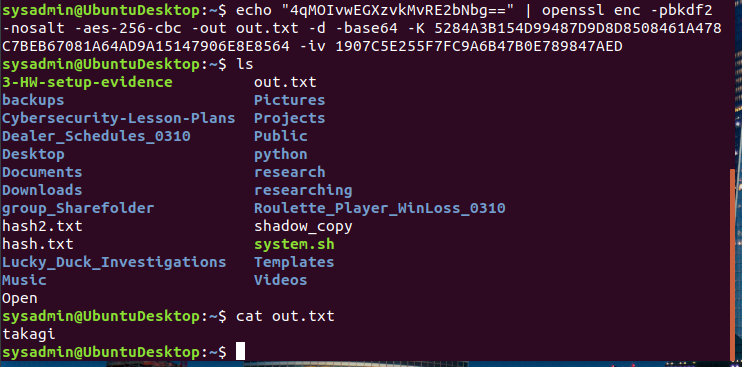 sysadmin@UbuntuDesktop:~$ echo "4qMOIvwEGXzvkMvRE2bNbg==" | openssl enc -pbkdf2
-nosalt -aes-256-cbc -out out.txt -d -base64 -K 5284A3B154D99487D9D8D8508461A478
C7BEB67081A64AD9A15147906E8E8564 -iv 1907C5E255F7FC9A6B47B0E789847AED
sysadmin@UbuntuDesktop:~$ ls
3-HW-setup-evidence out.txt
backups Pictures
Cybersecurity-Lesson-Plans Projects
Dealer_Schedules_0310 Public
Desktop python
Documents research
Downloads researching
group_Sharefolder Roulette_Player_WinLoss_0310
hash2.txt shadow_copy
hash.txt system.sh
Lucky_Duck_Investigations Templates
Music Videos
Open
sysadmin@UbuntuDesktop:~$ cat out.txt
takagi
sysadmin@UbuntuDesktop:~$